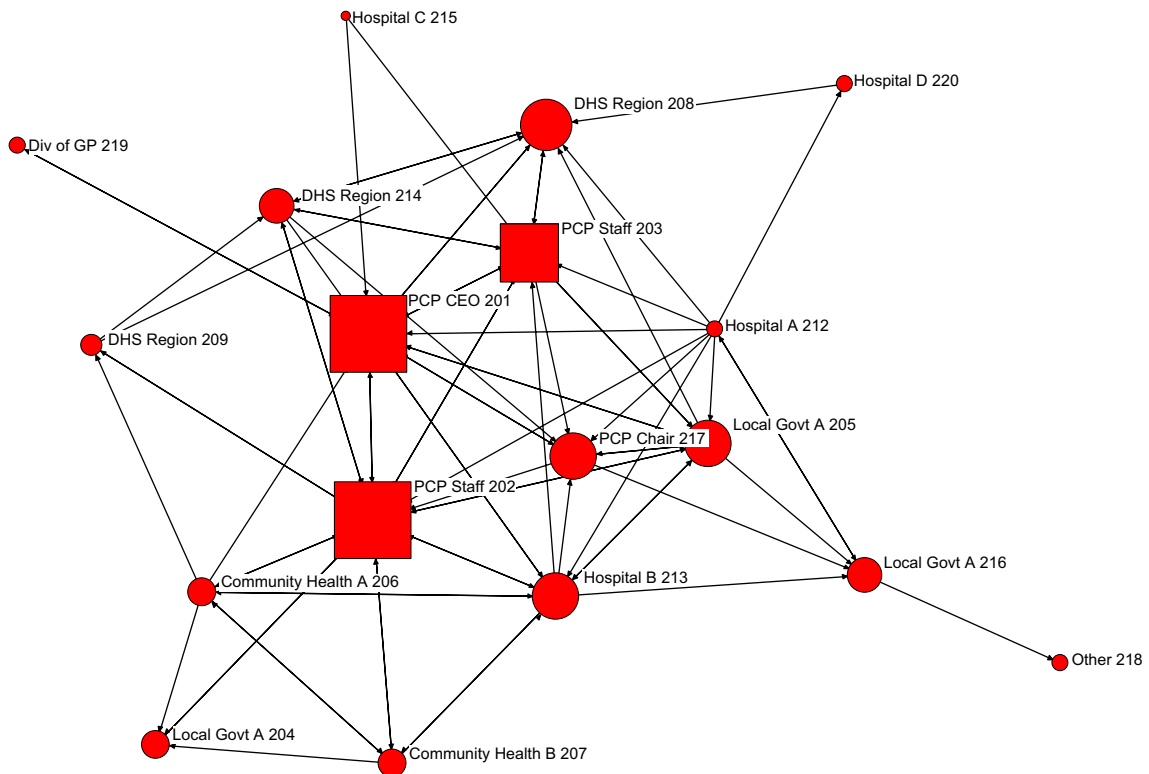 Hospital C 215
Hospital D 220
DHS Region 208
Div of GP 219
DHS Region 214
PCP Staff 203
PCP CEO 201
Hospital A 212
DHS Region 209
Local Govt A 205
PCP Chair 217
PCP Staff 202
Local Govt A 216
Hospital B 213
Community Health A 206
Other 218
Local Govt A 204
Community Health B 207